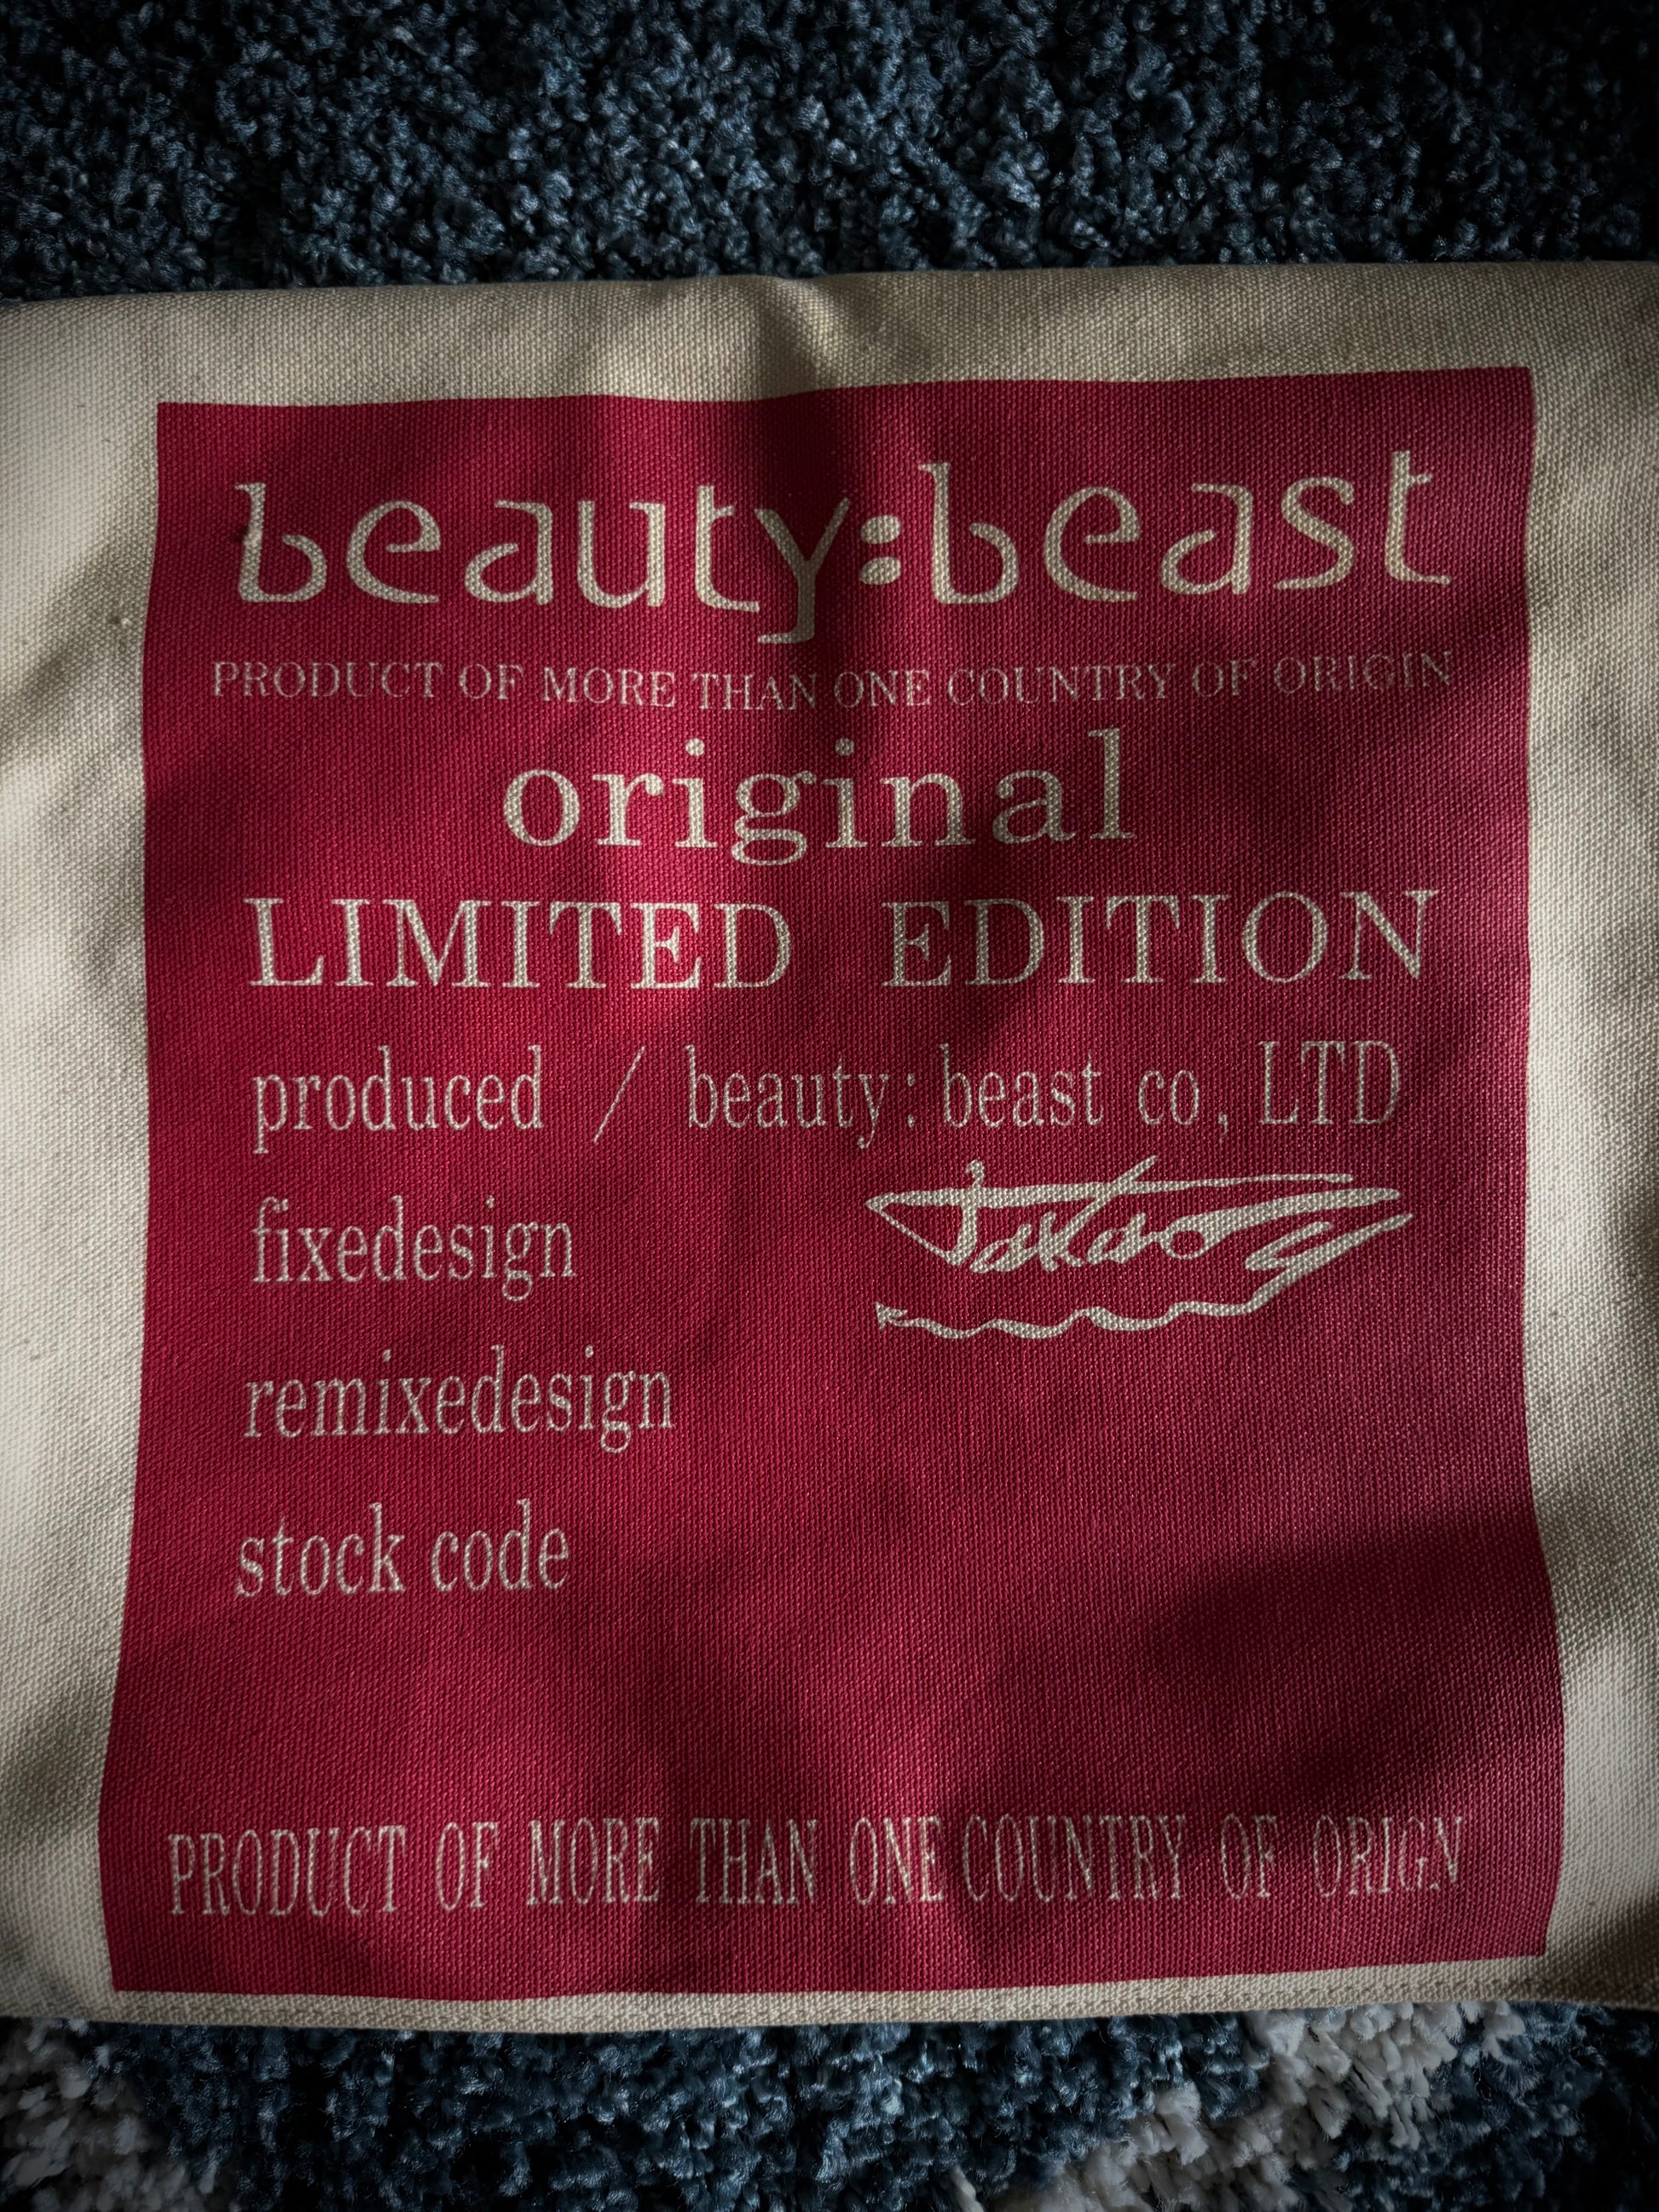 beauty:beast
PRODUCT OF MORE THAN ONE COUNTRY OF ORIGIN
original
LIMITED EDITION
produced / beauty:beast co, LTD
fixedesign
remixedesign
stock code
PRODUCT OF MORE THAN ONE COUNTRY OF ORIGN